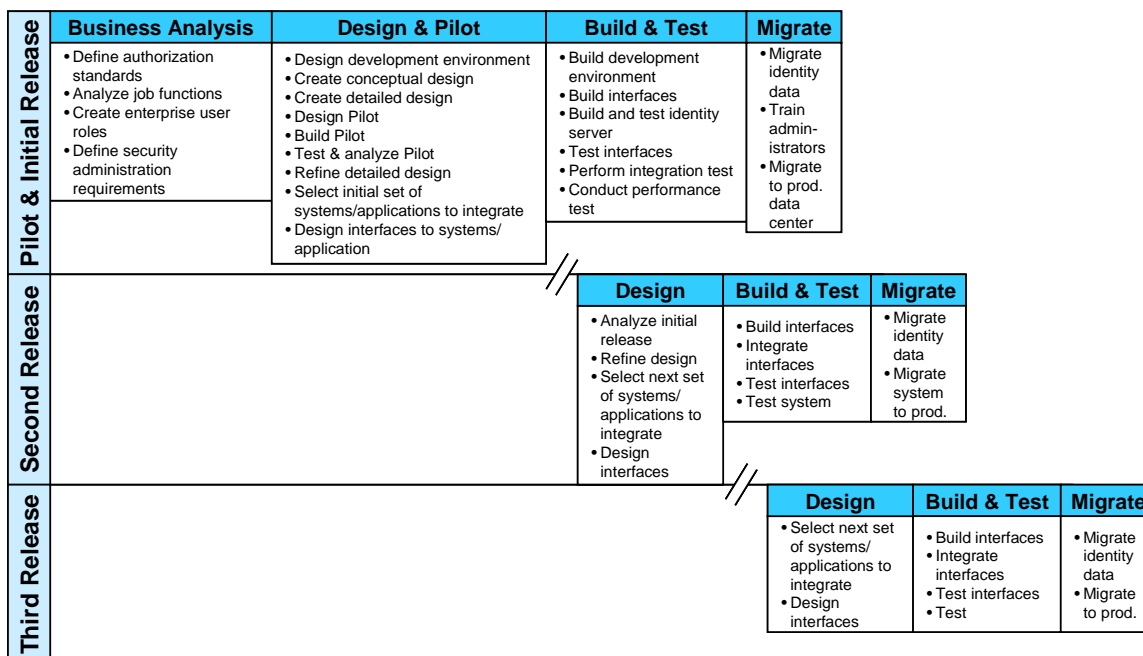 Pilot & Initial Release
Business Analysis
• Define authorization
standards
• Analyze job functions
• Create enterprise user
roles
• Define security
administration
requirements
Design & Pilot
• Design development environment
• Create conceptual design
• Create detailed design
• Design Pilot
• Build Pilot
• Test & analyze Pilot
• Refine detailed design
• Select initial set of
systems/applications to integrate
• Design interfaces to systems/
application
Build & Test
• Build development
environment
• Build interfaces
• Build and test identity
server
• Test interfaces
• Perform integration test
• Conduct performance
test
Migrate
• Migrate
identity
data
• Train
admin-
istrators
• Migrate
to prod.
data
center
Second Release
Design
• Analyze initial
release
• Refine design
• Select next set
of systems/
applications to
integrate
• Design
interfaces
Build & Test
• Build interfaces
• Integrate
interfaces
• Test interfaces
• Test system
Migrate
• Migrate
identity
data
• Migrate
system
to prod.
Third Release
Design
• Select next set
of systems/
applications to
integrate
• Design
interfaces
Build & Test
• Build interfaces
• Integrate
interfaces
• Test interfaces
• Test
Migrate
• Migrate
identity
data
• Migrate
to prod.